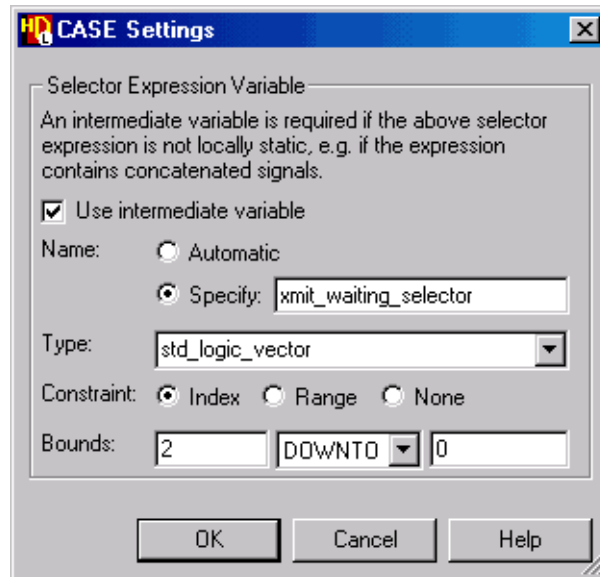 HDL CASE Settings
Selector Expression Variable
An intermediate variable is required if the above selector
expression is not locally static, e.g. if the expression
contains concatenated signals.
Use intermediate variable
Name: Automatic
Specify: xmit_waiting_selector
Type: std_logic_vector
Constraint: Index Range None
Bounds: 2 DOWNTO 0
OK Cancel Help